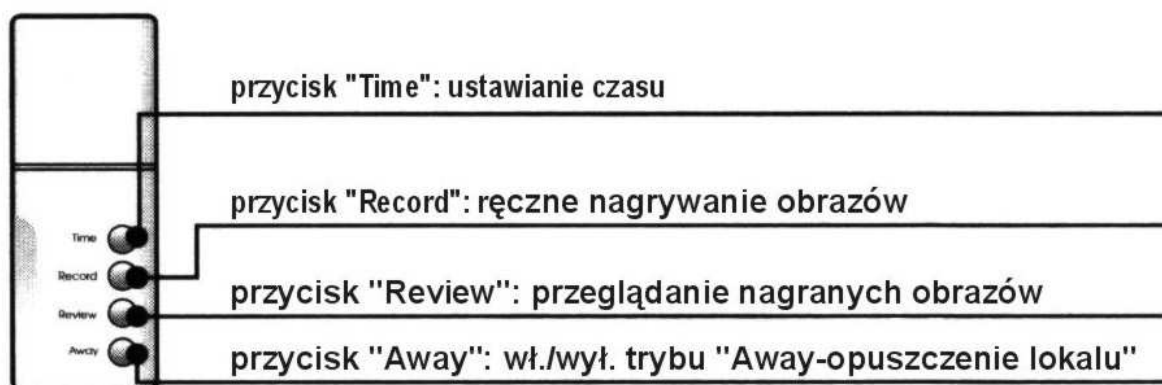 przycisk "Time": ustawianie czasu
przycisk "Record": ręczne nagrywanie obrazów
Time
Record
przycisk "Review": przeglądanie nagranych obrazów
Review
Away
przycisk "Away": wł./wył. trybu "Away-opuszczenie lokalu"